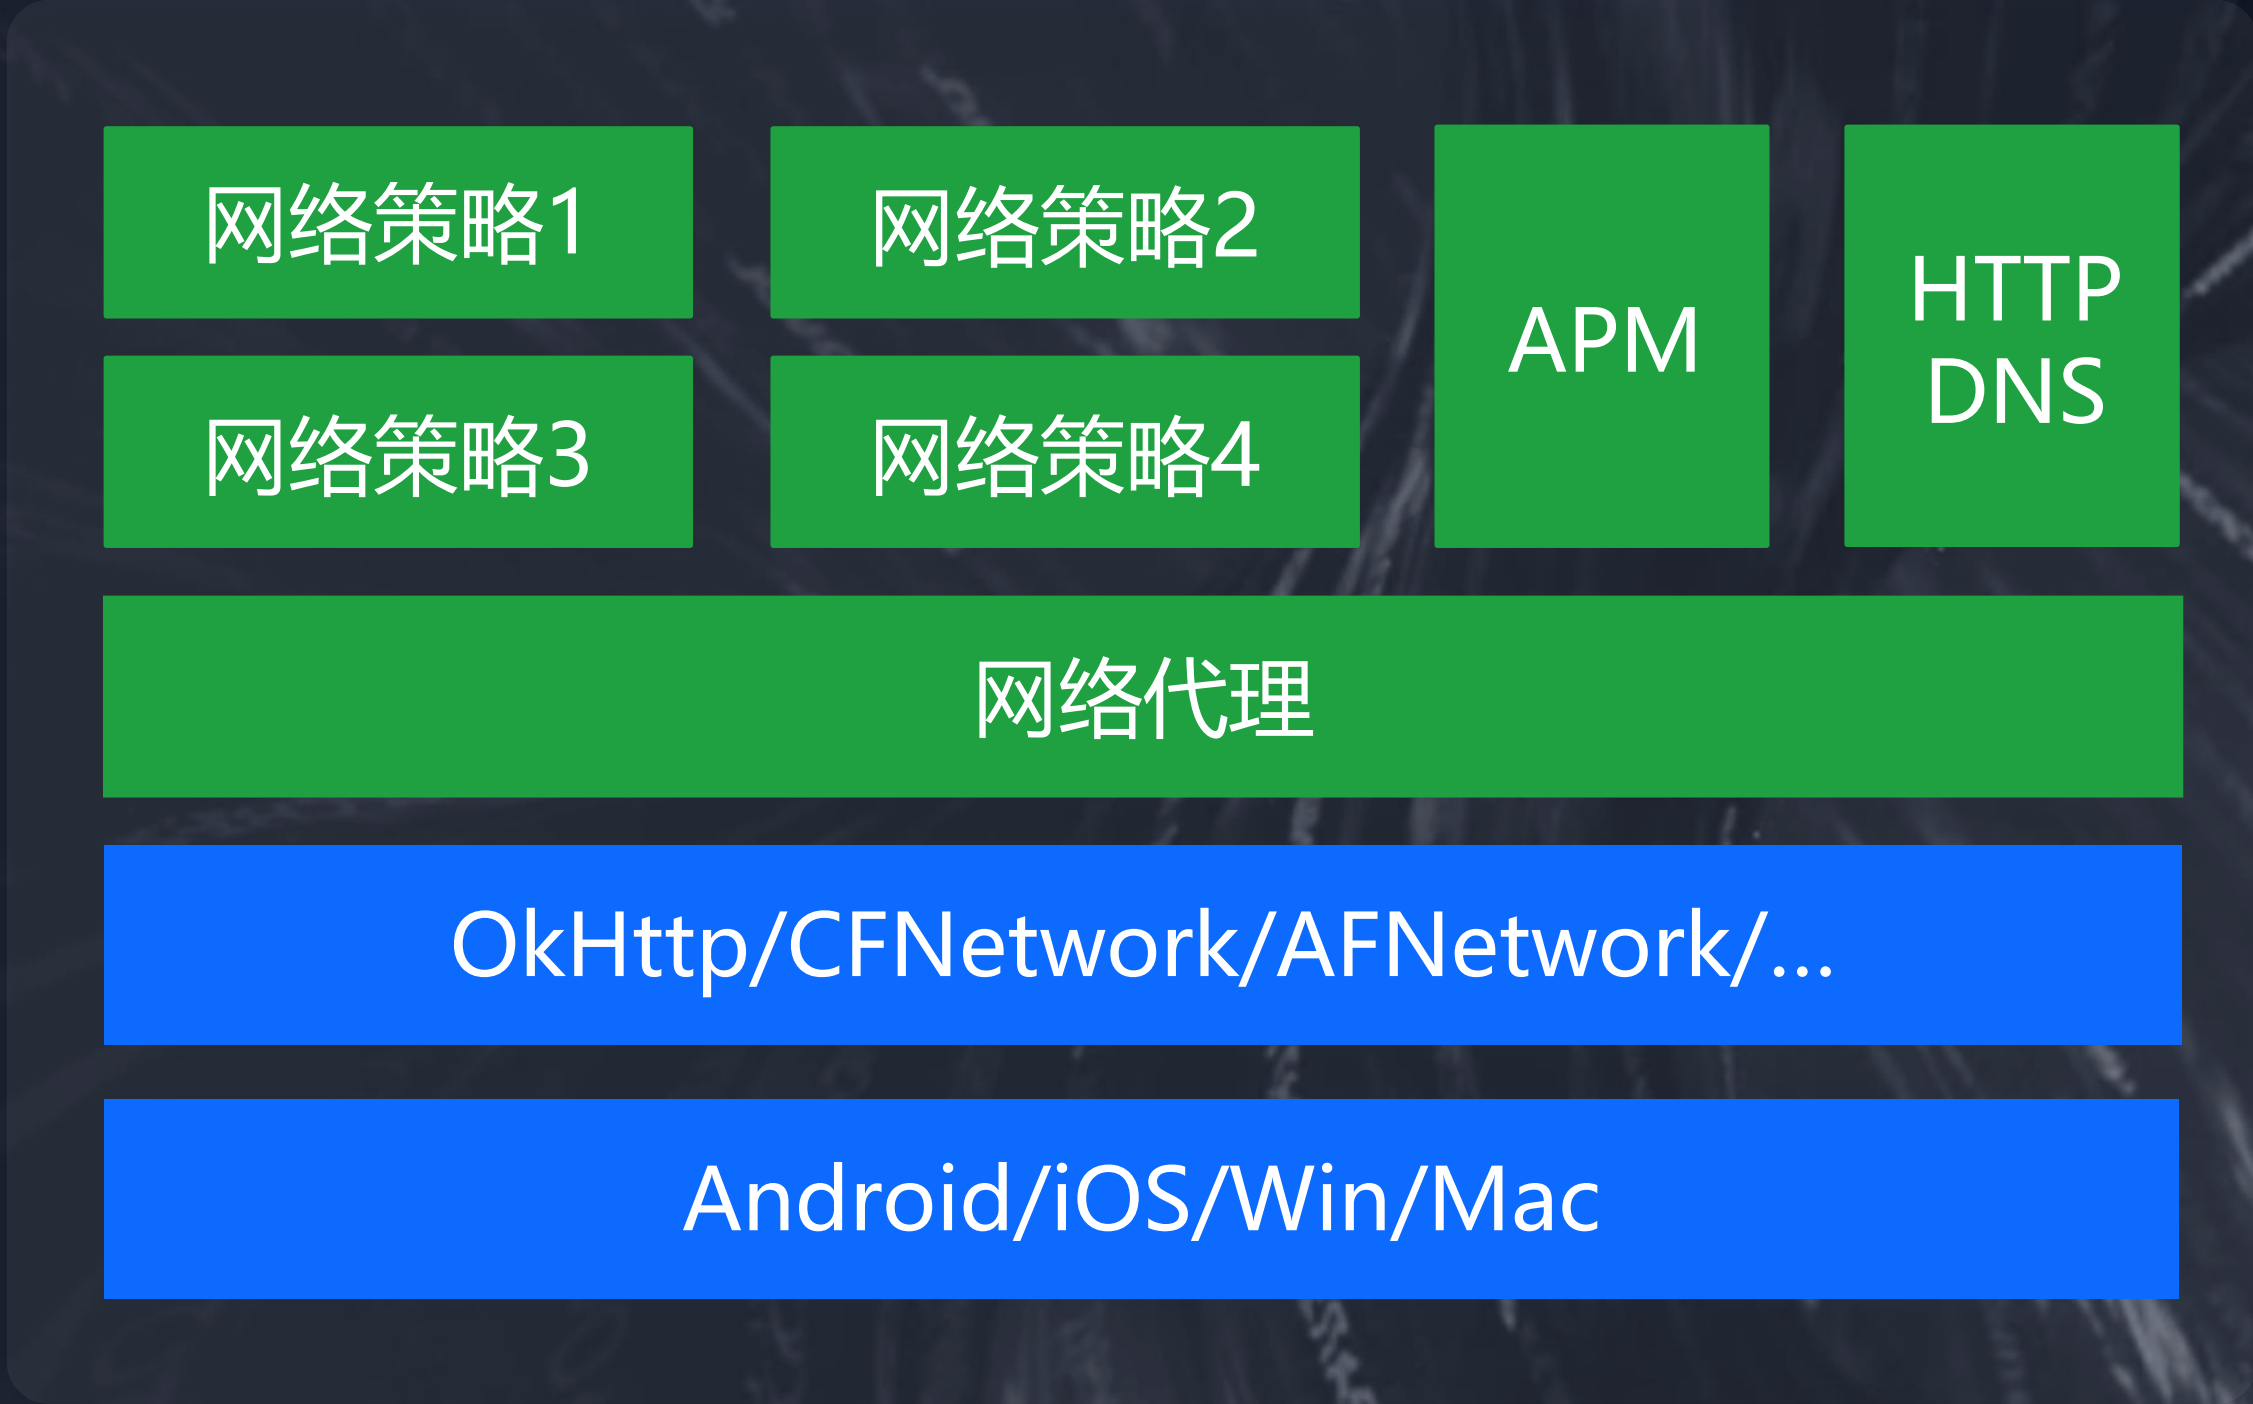 网络策略1
网络策略2
网络策略3
网络策略4
APM
HTTP
DNS
网络代理
OkHttp/CFNetwork/AFNetwork/...
Android/iOS/Win/Mac